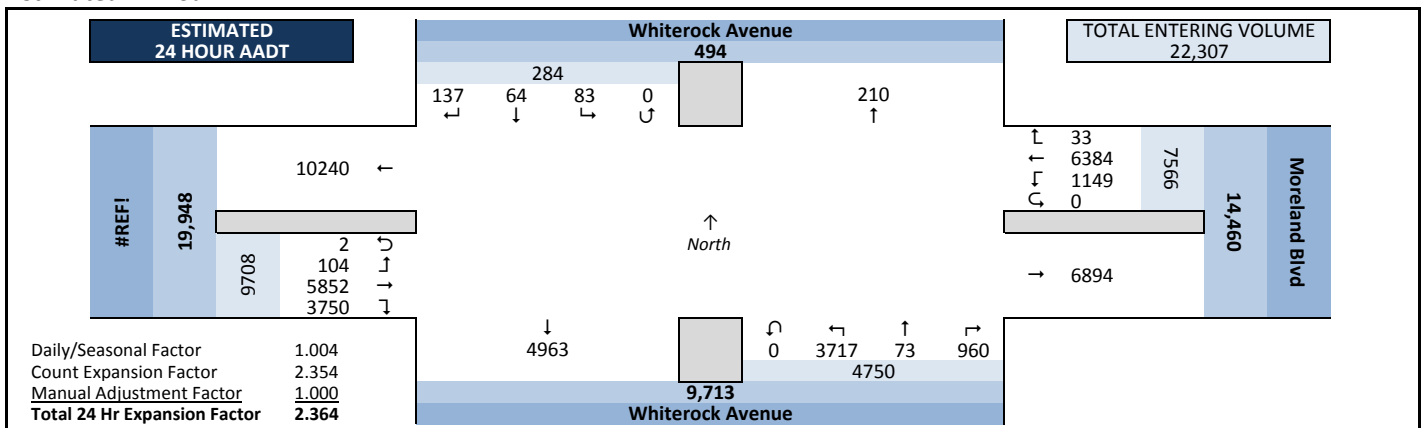 ESTIMATED
24 HOUR AADT
Whiterock Avenue
494
TOTAL ENTERING VOLUME
22,307
284
137 64 83 0
↵ ↓ ↳ ↺
210
↑
#REF!
19,948
10240 ←
9708
2 ↺
104 ↑
5852 →
3750 ↴
↑
North
↑ 33
← 6384
↓ 1149
↺ 0
7566
14,460
Moreland Blvd
→ 6894
↓
4963
↺ ↰ ↑ ↱
0 3717 73 960
4750
9,713
Whiterock Avenue
Daily/Seasonal Factor 1.004
Count Expansion Factor 2.354
Manual Adjustment Factor 1.000
Total 24 Hr Expansion Factor 2.364